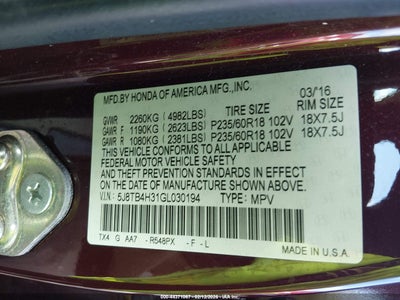 MFD.BY HONDA OF AMERICA MFG.,INC. 03/16
GVWR 2260KG (4982LBS) TIRE SIZE RIM SIZE
GAWR F 1190KG (2623LBS) P235/60R18 102V 18X7.5J
GAWR R 1080KG (2381LBS) P235/60R18 102V 18X7.5J
THIS VEHICLE CONFORMS TO ALL APPLICABLE
FEDERAL MOTOR VEHICLE SAFETY
AND THEFT PREVENTION STANDARDS IN EFFECT ON
THE DATE OF MANUFACTURE SHOWN ABOVE.
V.I.N: 5J8TB4H31GL030194 TYPE: MPV
TX4 G AA7 - R548PX - F - L
MADE IN U.S.A.